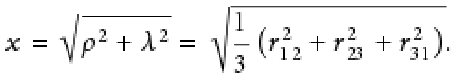 x = √(ρ² + λ²) = √(1/3 (r₁₂² + r₂₃² + r₃₁²)).